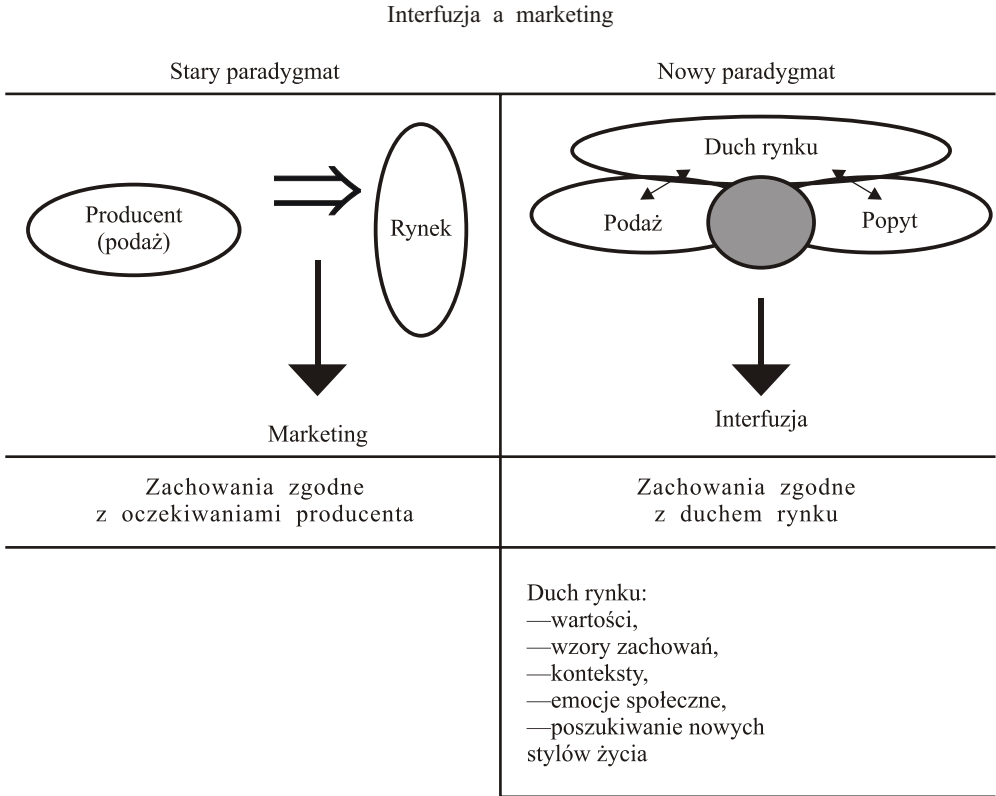 Interfuzja a marketing
Stary paradygmat
Nowy paradygmat
Producent
(podaż)
Rynek
Marketing
Duch rynku
Podaż
Popyt
Interfuzja
Zachowania zgodne
z oczekiwaniami producenta
Zachowania zgodne
z duchem rynku
Duch rynku:
—wartości,
—wzory zachowań,
—konteksty,
—emocje społeczne,
—poszukiwanie nowych
stylów życia